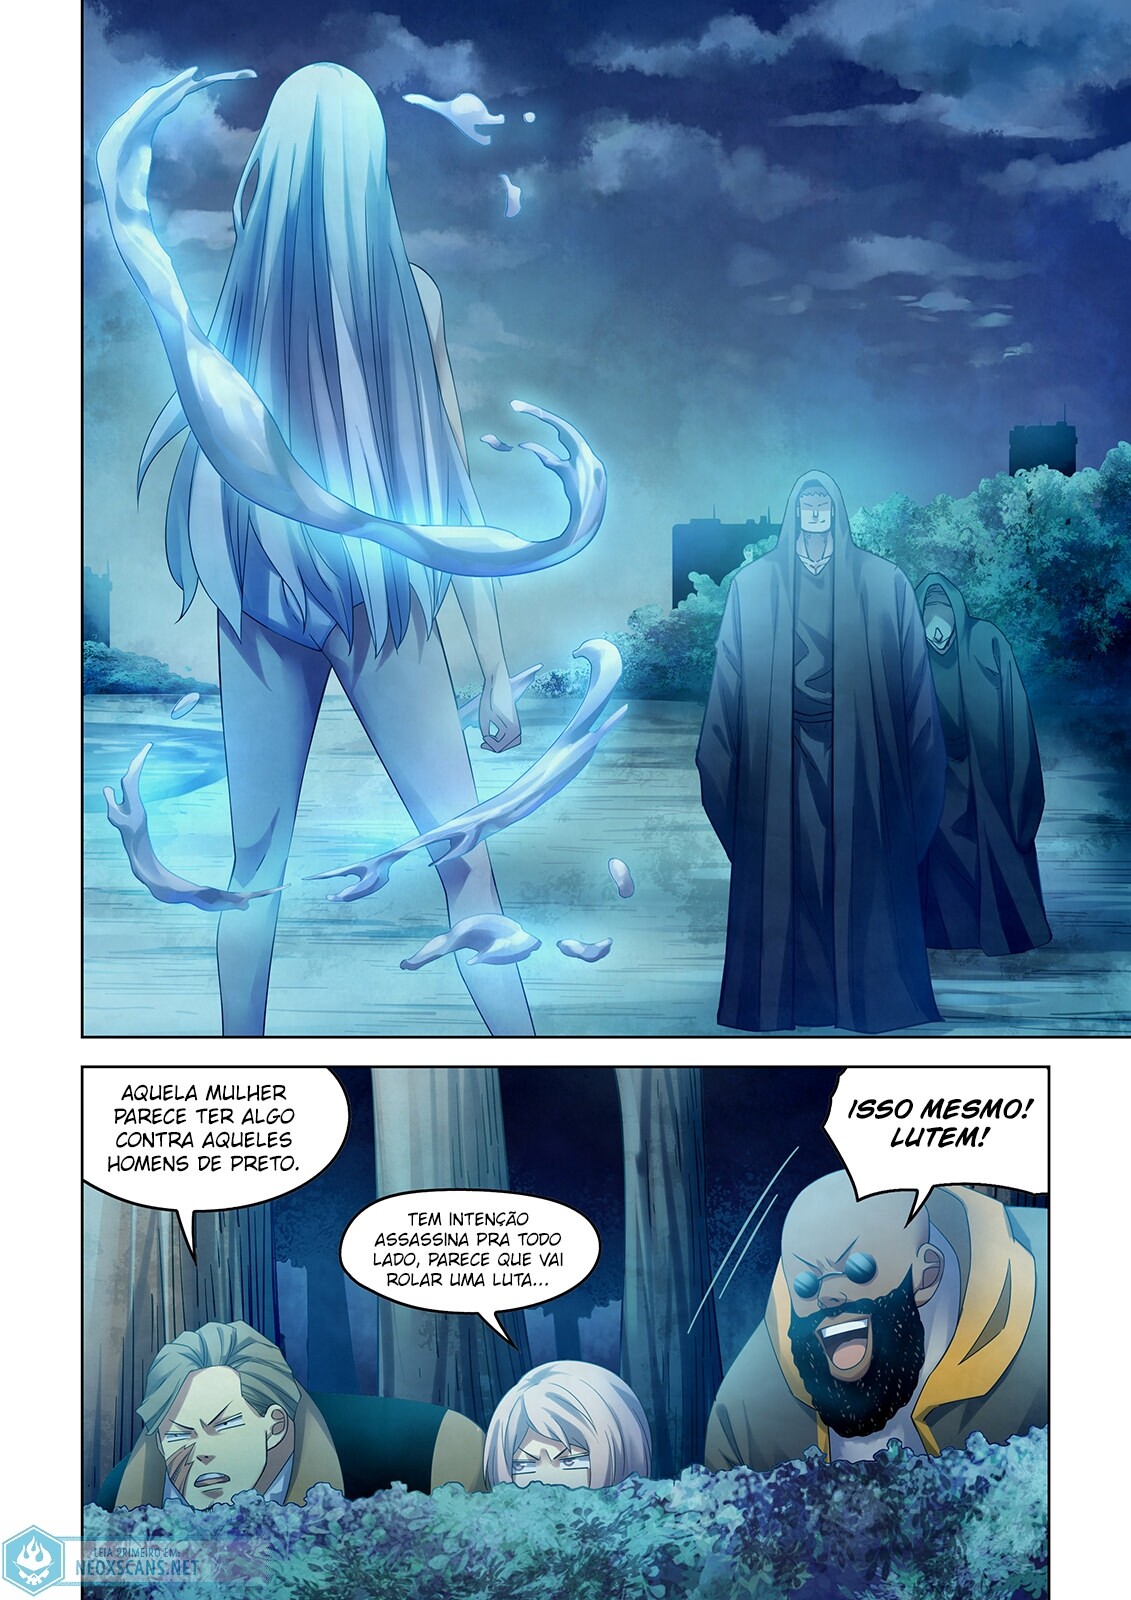 AQUELA MULHER
PARECE TER ALGO
CONTRA AQUELES
HOMENS DE PRETO.
TEM INTENÇÃO
ASSASSINA PRA TODO
LADO, PARECE QUE VAI
ROLAR UMA LUTA...
ISSO MESMO!
LUTEM!
LEIA PRIMEIRO EM:
NEOXSCANS.NET